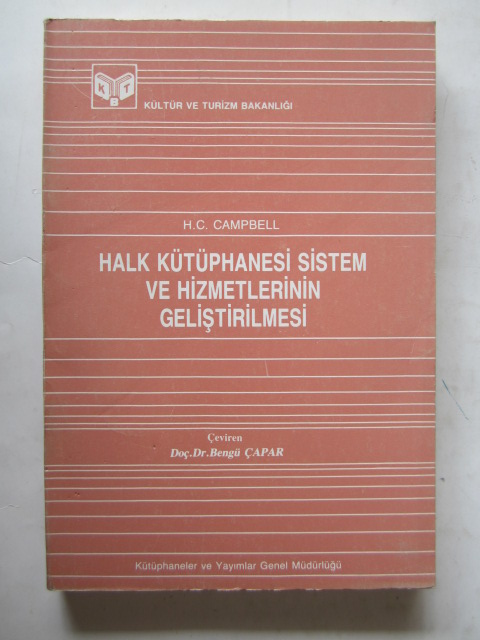 K B T
KÜLTÜR VE TURİZM BAKANLIĞI
H.C. CAMPBELL
HALK KÜTÜPHANESİ SİSTEM
VE HİZMETLERİNİN
GELİŞTİRİLMESİ
Çeviren
Doç.Dr.Bengü ÇAPAR
Kütüphaneler ve Yayımlar Genel Müdürlüğü